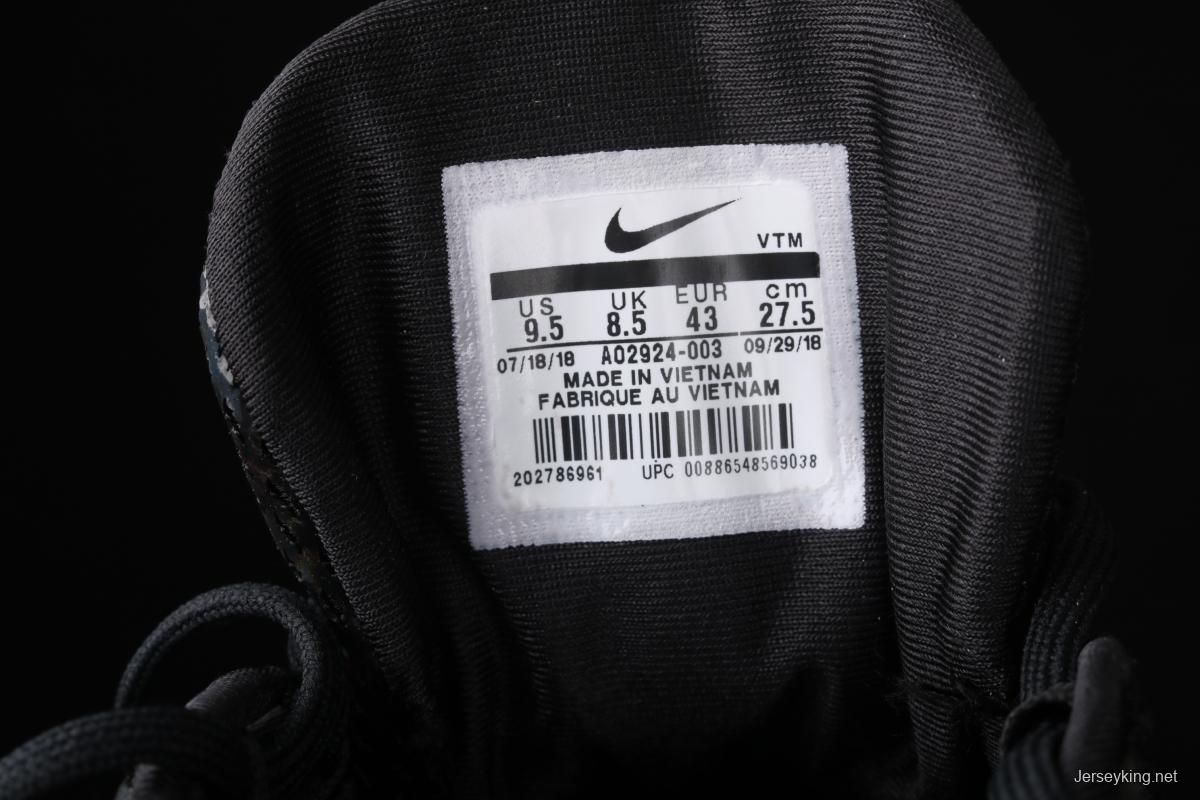 VTM
US UK EUR cm
9.5 8.5 43 27.5
07/18/18 AO2924-003 09/29/18
MADE IN VIETNAM
FABRIQUE AU VIETNAM
202786961 UPC 00886548569038
Jerseyking.net